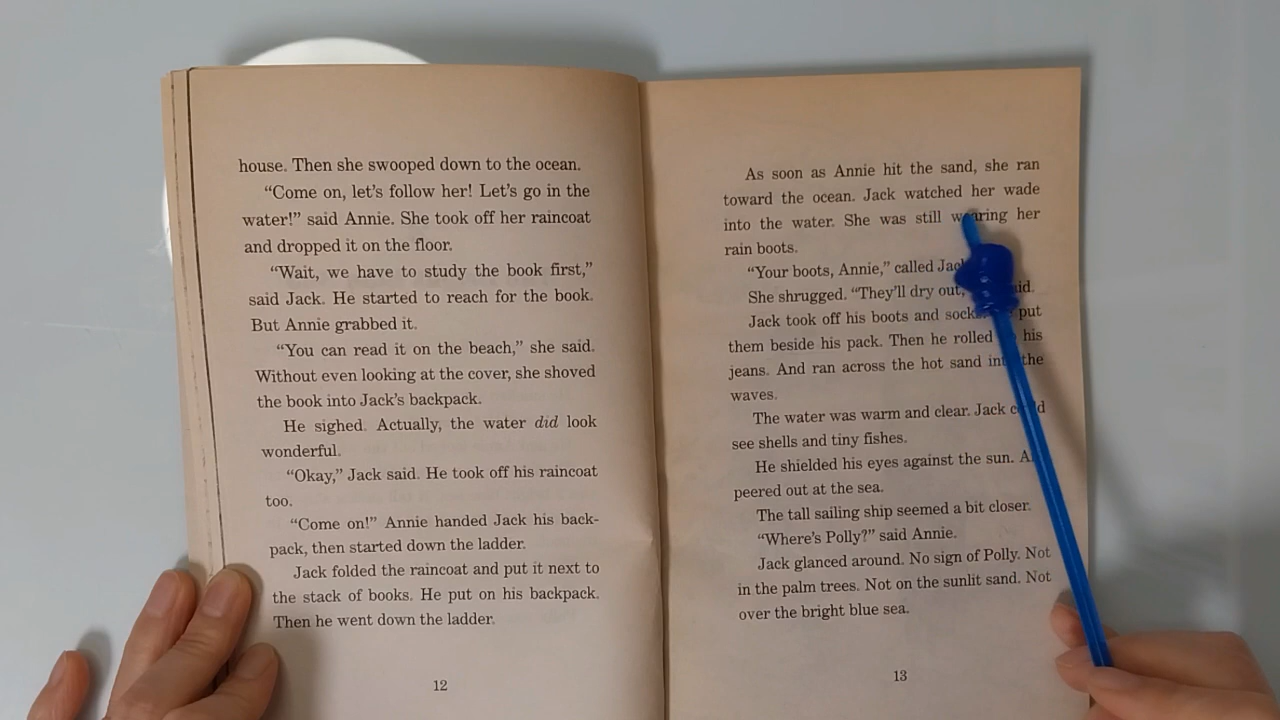 house. Then she swooped down to the ocean.
“Come on, let’s follow her! Let’s go in the
water!” said Annie. She took off her raincoat
and dropped it on the floor.
“Wait, we have to study the book first,”
said Jack. He started to reach for the book.
But Annie grabbed it.
“You can read it on the beach,” she said.
Without even looking at the cover, she shoved
the book into Jack’s backpack.
He sighed. Actually, the water did look
wonderful.
“Okay,” Jack said. He took off his raincoat
too.
“Come on!” Annie handed Jack his back-
pack, then started down the ladder.
Jack folded the raincoat and put it next to
the stack of books. He put on his backpack.
Then he went down the ladder.
12
As soon as Annie hit the sand, she ran
toward the ocean. Jack watched her wade
into the water. She was still wearing her
rain boots.
“Your boots, Annie,” called
She shrugged. “They’ll dry out,
Jack took off his boots and put
them beside his pack. Then he rolled his
jeans. And ran across the hot sand the
waves.
The water was warm and clear. Jack
see shells and tiny fishes.
He shielded his eyes against the sun.
peered out at the sea.
The tall sailing ship seemed a bit closer.
“Where’s Polly?” said Annie.
Jack glanced around. No sign of Polly. Not
in the palm trees. Not on the sunlit sand. Not
over the bright blue sea.
13